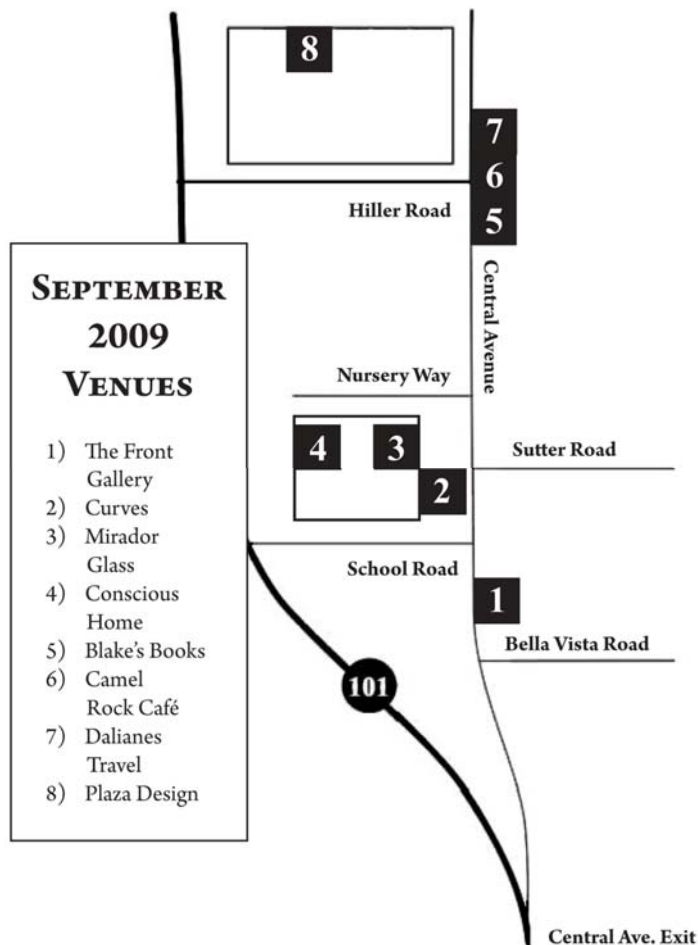 8
7
6
5
Hiller Road
Central Avenue
SEPTEMBER
2009
VENUES
1) The Front
Gallery
2) Curves
3) Mirador
Glass
4) Conscious
Home
5) Blake's Books
6) Camel
Rock Café
7) Dalianes
Travel
8) Plaza Design
Nursery Way
4
3
2
Sutter Road
School Road
1
Bella Vista Road
101
Central Ave. Exit